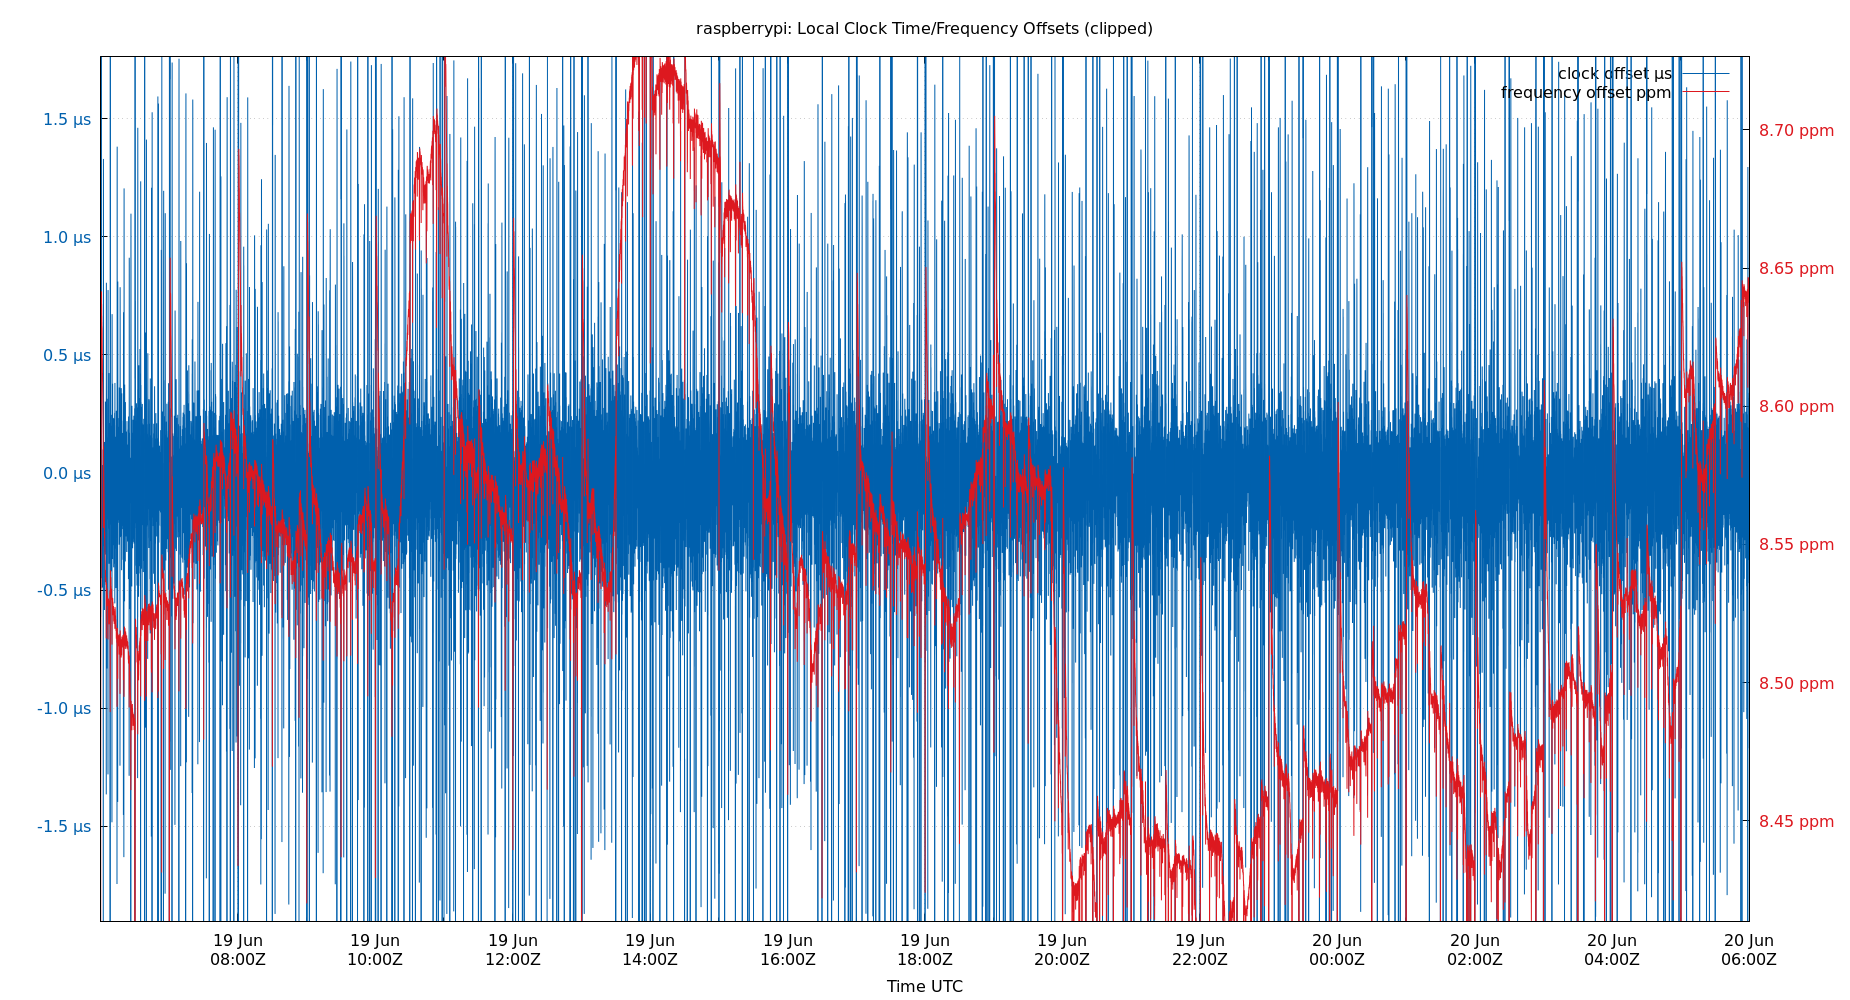 raspberrypi: Local Clock Time/Frequency Offsets (clipped)
clock offset µs
frequency offset ppm
1.5 µs
1.0 µs
0.5 µs
0.0 µs
-0.5 µs
-1.0 µs
-1.5 µs
8.70 ppm
8.65 ppm
8.60 ppm
8.55 ppm
8.50 ppm
8.45 ppm
19 Jun
08:00Z
19 Jun
10:00Z
19 Jun
12:00Z
19 Jun
14:00Z
19 Jun
16:00Z
19 Jun
18:00Z
19 Jun
20:00Z
19 Jun
22:00Z
20 Jun
00:00Z
20 Jun
02:00Z
20 Jun
04:00Z
20 Jun
06:00Z
Time UTC